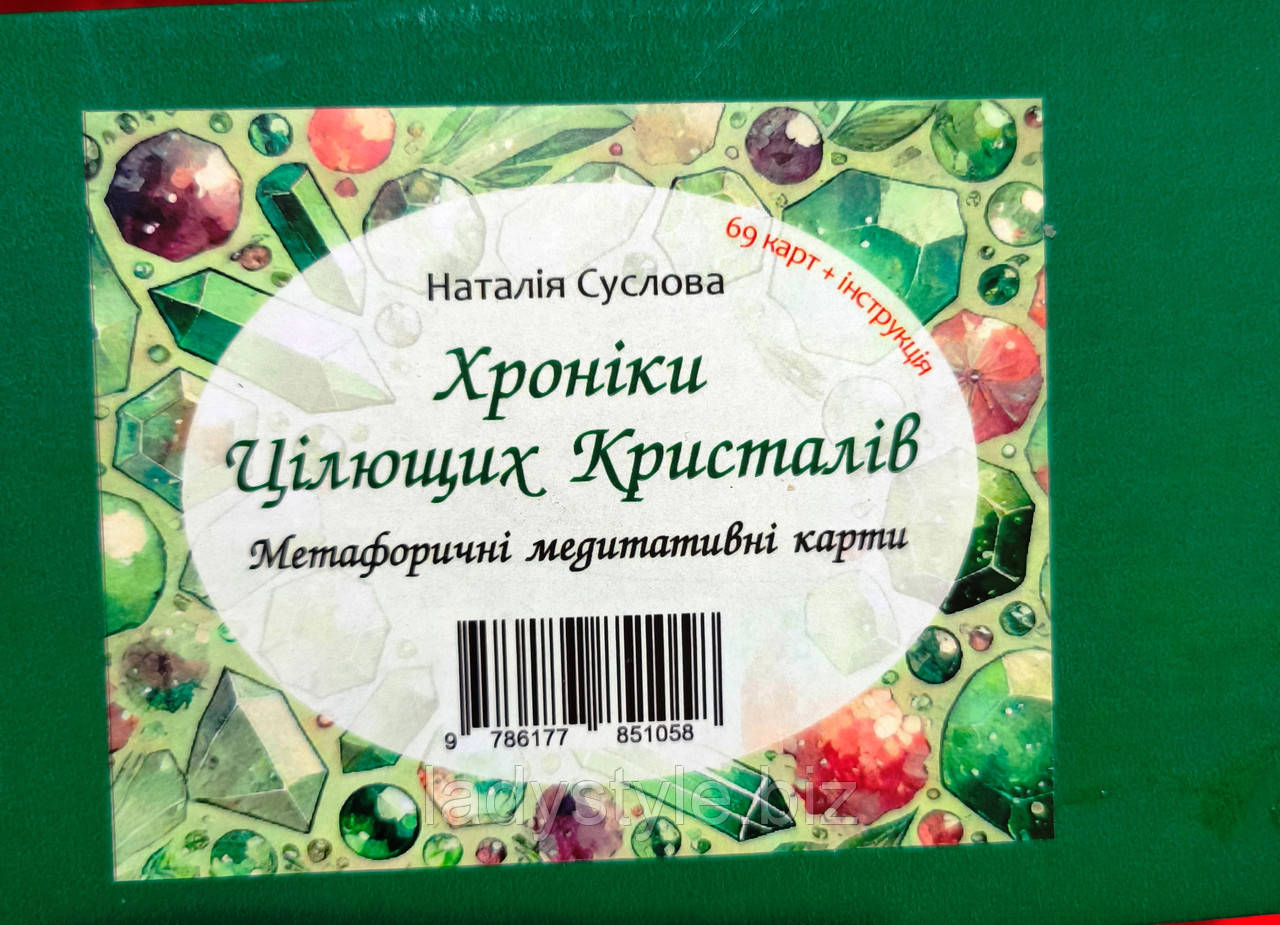 69 карт + інструкція
Наталія Суслова
Хроніки
Цілющих Кристалів
Метафоричні медитативні карти
9 786177 851058
ladystyle.biz